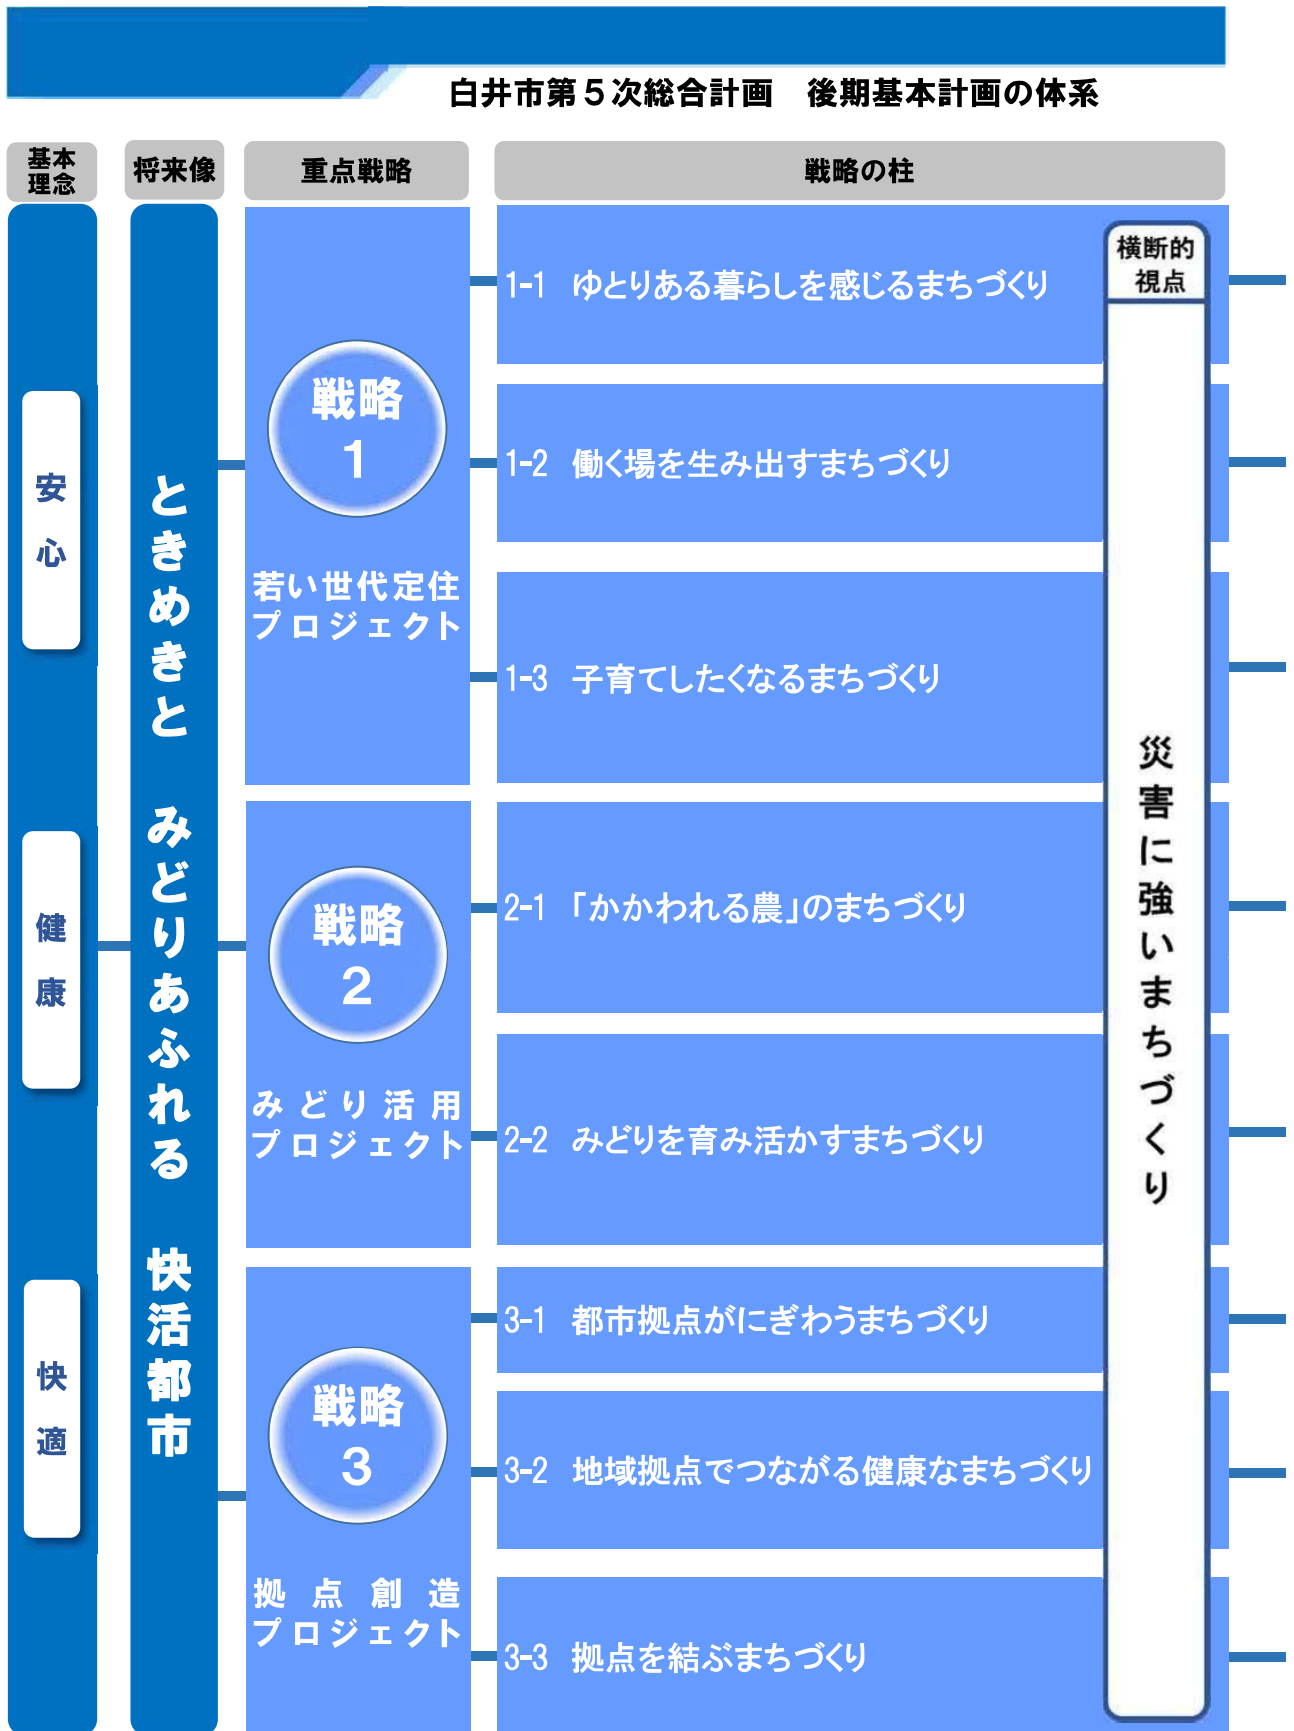 白井市第5次総合計画　後期基本計画の体系
基本
理念
将来像
重点戦略
戦略の柱
安心
健康
快適
ときめきと　みどりあふれる　快活都市
戦略
1
若い世代定住
プロジェクト
1-1　ゆとりある暮らしを感じるまちづくり
1-2　働く場を生み出すまちづくり
1-3　子育てしたくなるまちづくり
戦略
2
みどり活用
プロジェクト
2-1　「かかわれる農」のまちづくり
2-2　みどりを育み活かすまちづくり
戦略
3
拠点創造
プロジェクト
3-1　都市拠点がにぎわうまちづくり
3-2　地域拠点でつながる健康なまちづくり
3-3　拠点を結ぶまちづくり
横断的
視点
災害に強いまちづくり